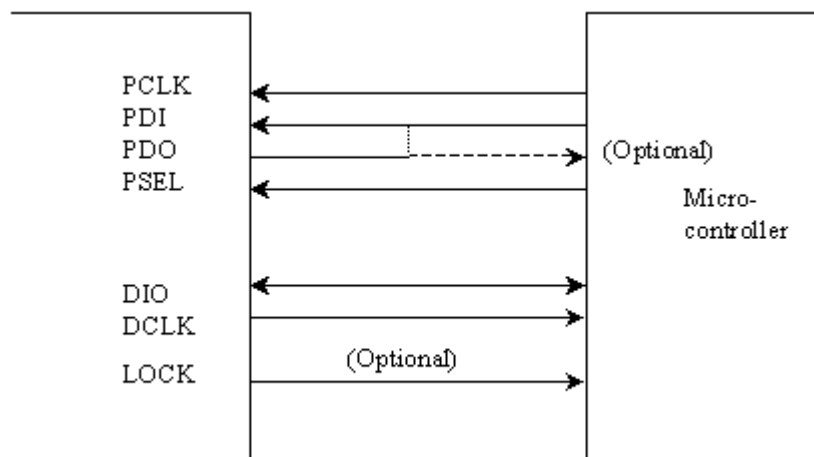 PCLK
PDI
PDO
(Optional)
PSEL
Micro-
controller
DIO
DCLK
(Optional)
LOCK